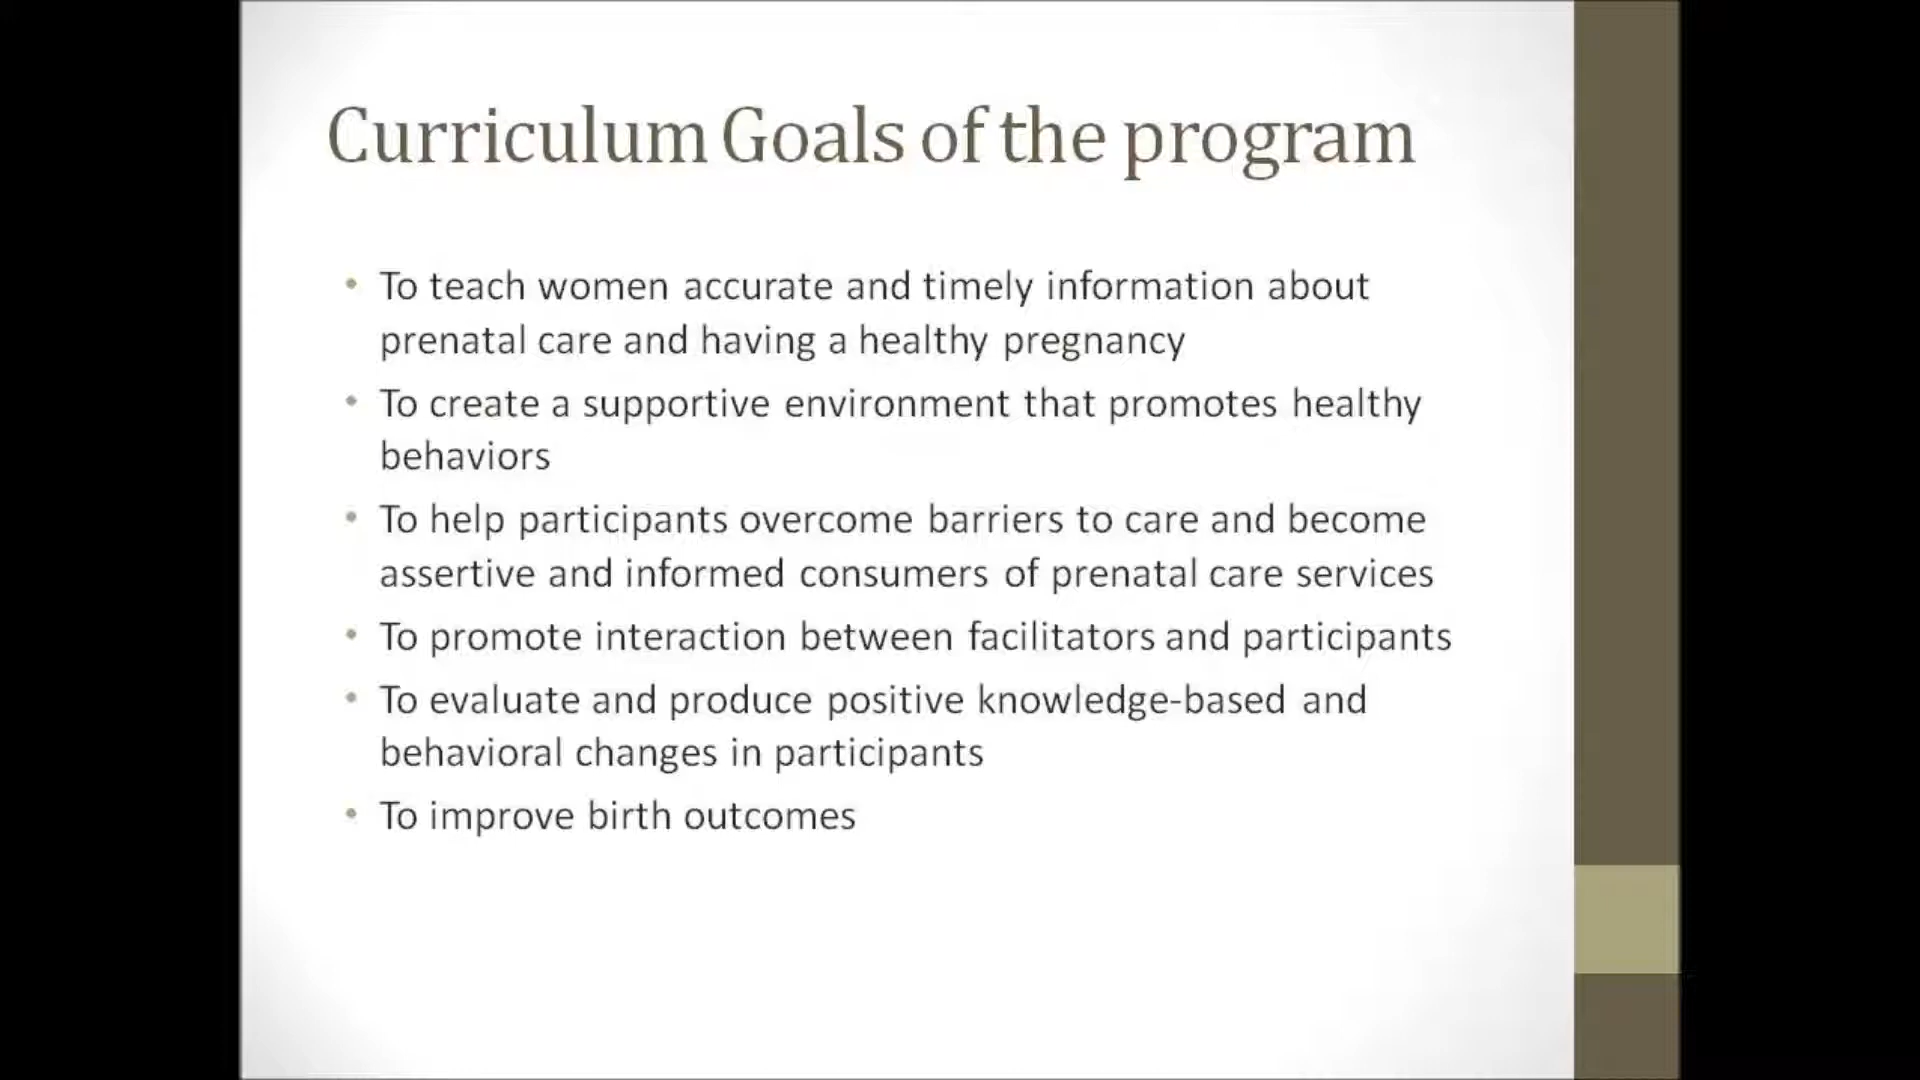 Curriculum Goals of the program
• To teach women accurate and timely information about
prenatal care and having a healthy pregnancy
• To create a supportive environment that promotes healthy
behaviors
• To help participants overcome barriers to care and become
assertive and informed consumers of prenatal care services
• To promote interaction between facilitators and participants
• To evaluate and produce positive knowledge-based and
behavioral changes in participants
• To improve birth outcomes